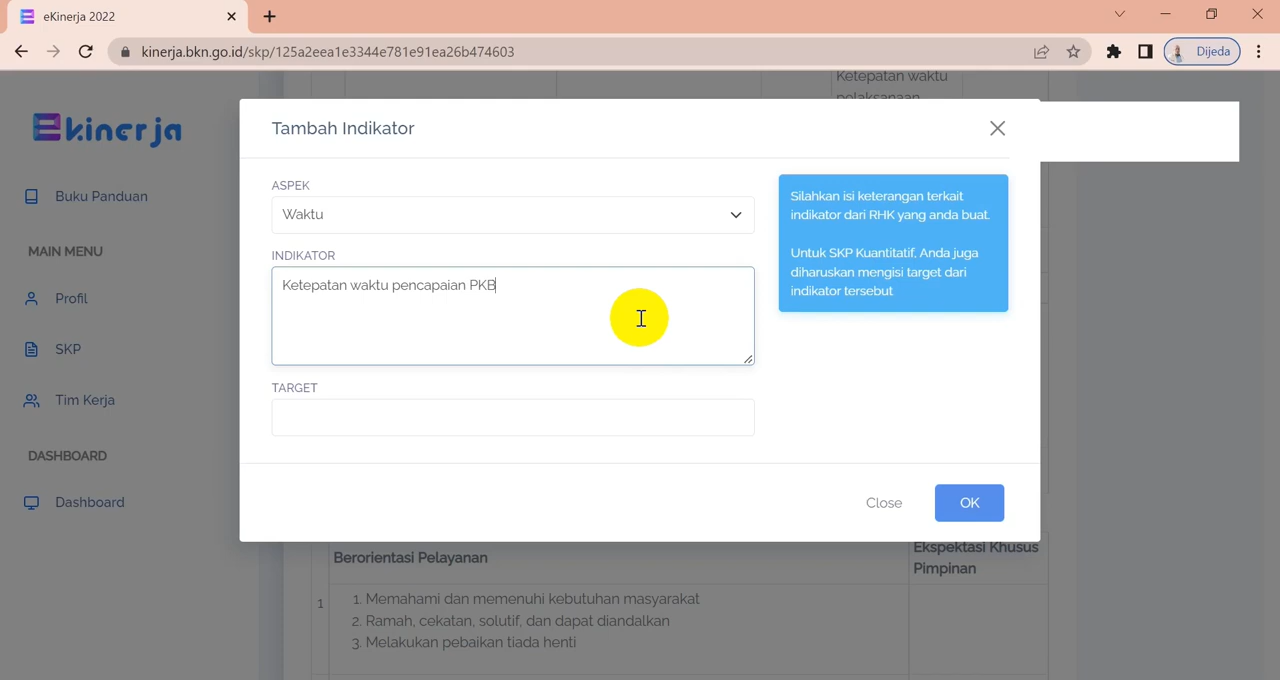 eKinerja 2022
kinerja.bkn.go.id/skp/125a2eea1e3344e781e91ea26b474603
Dijeda
Ketepatan waktu
pelaksanaan
Ekinerja
Buku Panduan
MAIN MENU
Profil
SKP
Tim Kerja
DASHBOARD
Dashboard
Tambah Indikator
ASPEK
Waktu
INDIKATOR
Ketepatan waktu pencapaian PKB
TARGET
Silahkan isi keterangan terkait
indikator dari RHK yang anda buat.
Untuk SKP Kuantitatif, Anda juga
diharuskan mengisi target dari
indikator tersebut
Close
OK
Berorientasi Pelayanan
Ekspektasi Khusus
Pimpinan
1
1. Memahami dan memenuhi kebutuhan masyarakat
2. Ramah, cekatan, solutif, dan dapat diandalkan
3. Melakukan pebaikan tiada henti